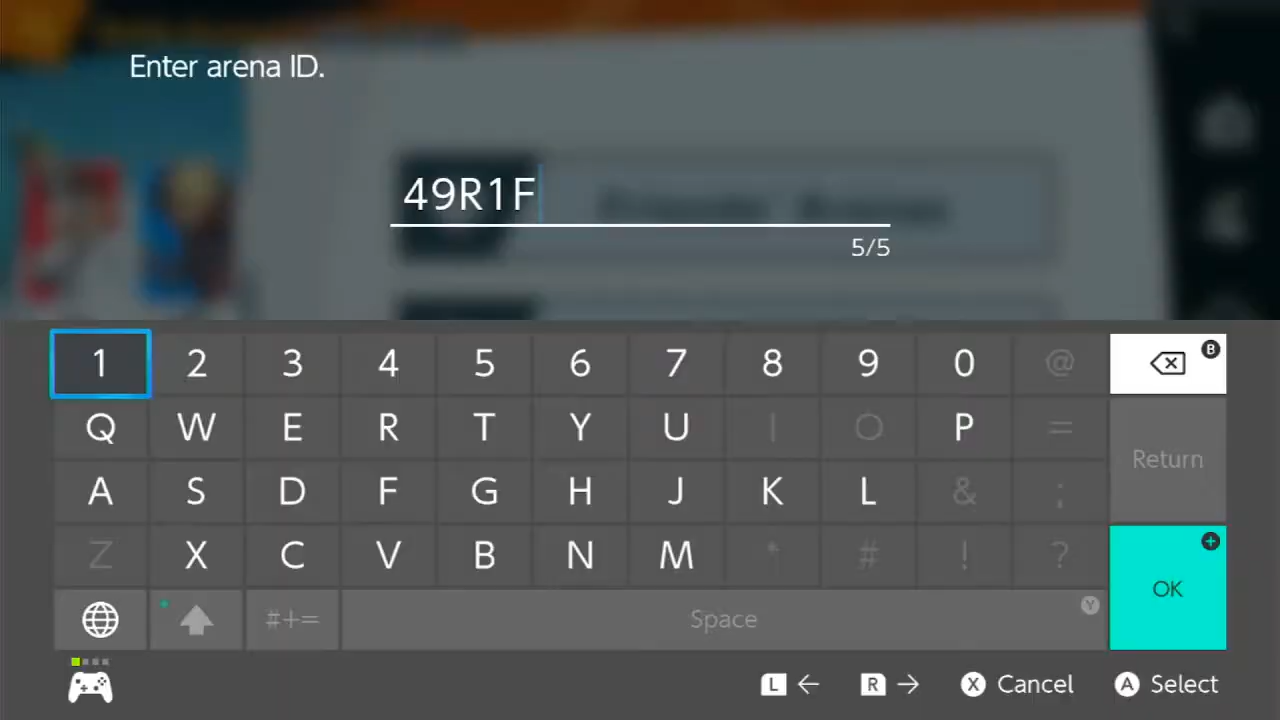 Enter arena ID.
49R1F
5/5
1 2 3 4 5 6 7 8 9 0 @ B
Q W E R T Y U I O P =
Return
A S D F G H J K L & ;
Z X C V B N M * # ! ?
+
OK
#+= Space Y
L ← R → X Cancel A Select